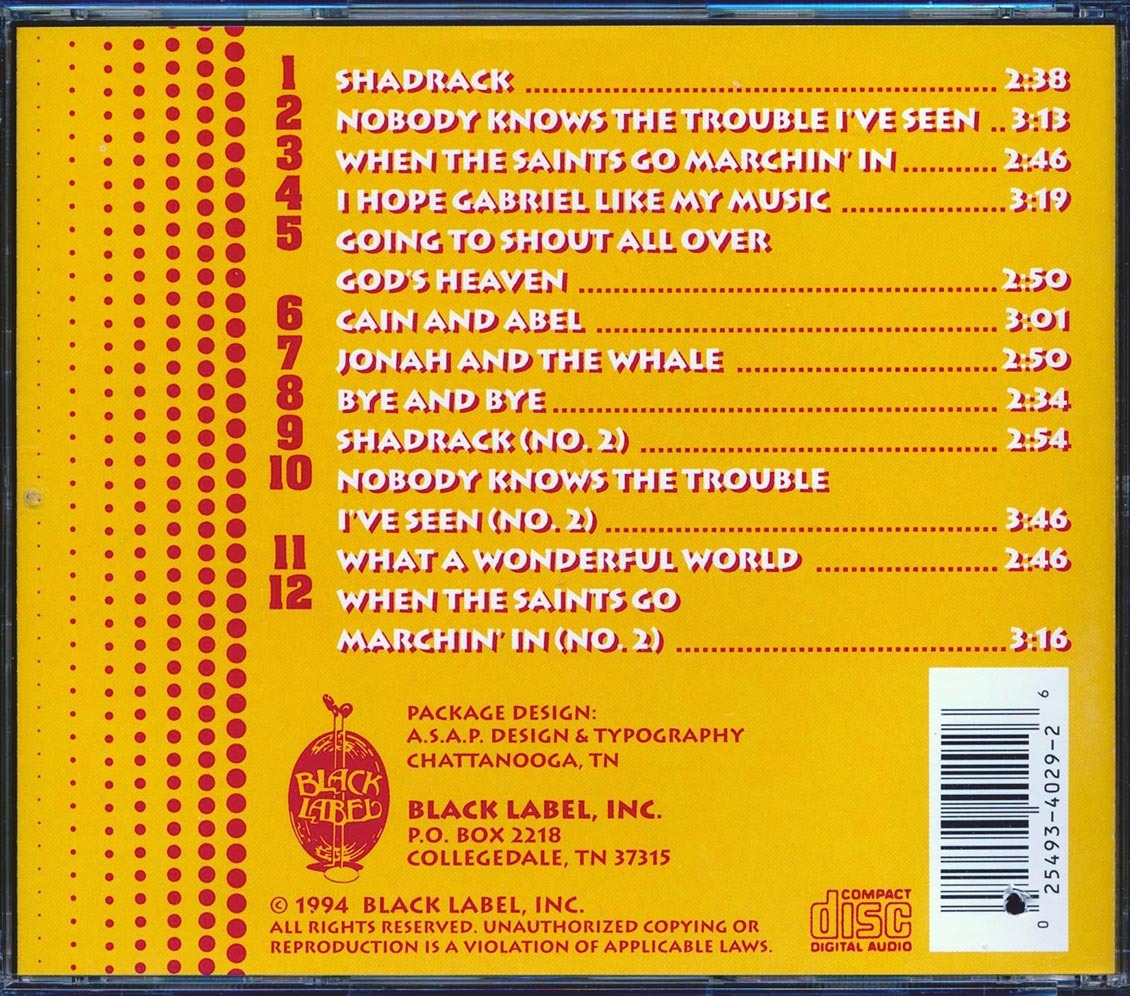 1 SHADRACK 2:38
2 NOBODY KNOWS THE TROUBLE I'VE SEEN 3:13
3 WHEN THE SAINTS GO MARCHIN' IN 2:46
4 I HOPE GABRIEL LIKE MY MUSIC 3:19
5 GOING TO SHOUT ALL OVER
GOD'S HEAVEN 2:50
6 CAIN AND ABEL 3:01
7 JONAH AND THE WHALE 2:50
8 BYE AND BYE 2:34
9 SHADRACK (NO. 2) 2:54
10 NOBODY KNOWS THE TROUBLE
I'VE SEEN (NO. 2) 3:46
11 WHAT A WONDERFUL WORLD 2:46
12 WHEN THE SAINTS GO
MARCHIN' IN (NO. 2) 3:16
BLACK
LABEL
PACKAGE DESIGN:
A.S.A.P. DESIGN & TYPOGRAPHY
CHATTANOOGA, TN
BLACK LABEL, INC.
P.O. BOX 2218
COLLEGEDALE, TN 37315
© 1994 BLACK LABEL, INC.
ALL RIGHTS RESERVED. UNAUTHORIZED COPYING OR
REPRODUCTION IS A VIOLATION OF APPLICABLE LAWS.
COMPACT
disc
DIGITAL AUDIO
0 25493-4029-2 6